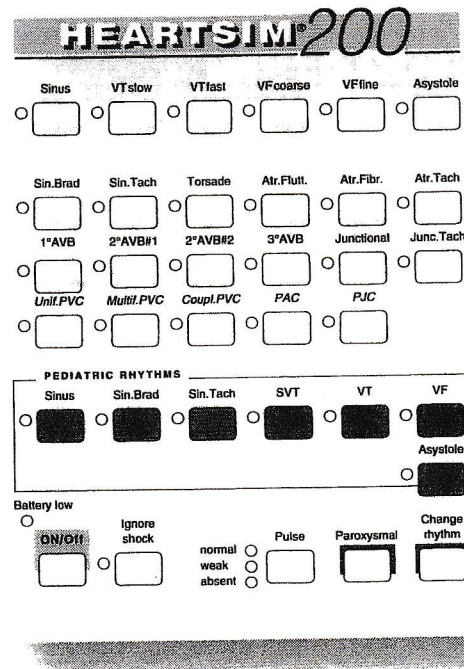 HEARTSIM® 200
Sinus VTslow VTfast VFcoarse VFfine Asystole
Sin.Brad Sin.Tach Torsade Atr.Flutt. Atr.Fibr. Atr.Tach
1°AVB 2°AVB#1 2°AVB#2 3°AVB Junctional Junc.Tach
Unif.PVC Multif.PVC Coupl.PVC PAC PJC
PEDIATRIC RHYTHMS
Sinus Sin.Brad Sin.Tach SVT VT VF
Asystole
Battery low
ON/Off
Ignore
shock
normal
weak
absent
Pulse
Paroxysmal
Change
rhythm